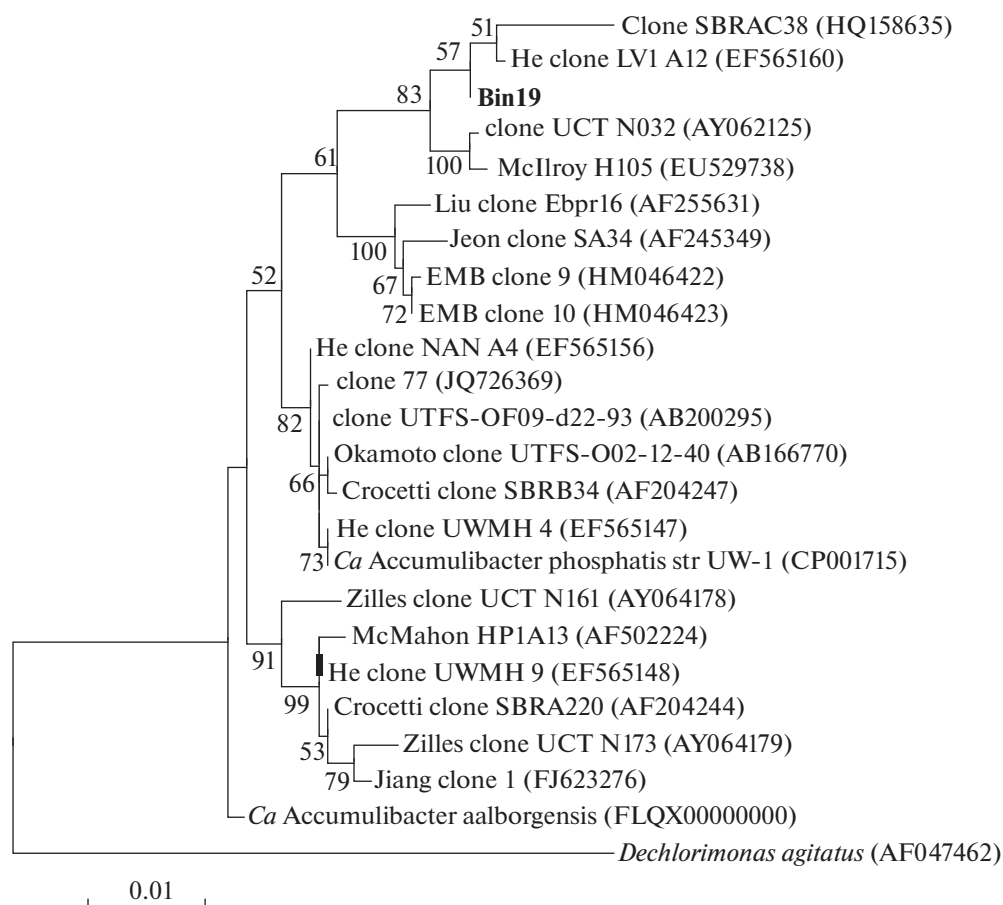 51
Clone SBRAC38 (HQ158635)
57
He clone LV1 A12 (EF565160)
83
Bin19
clone UCT N032 (AY062125)
61
100
McIlroy H105 (EU529738)
Liu clone Ebpr16 (AF255631)
100
Jeon clone SA34 (AF245349)
52
67
EMB clone 9 (HM046422)
72
EMB clone 10 (HM046423)
He clone NAN A4 (EF565156)
clone 77 (JQ726369)
82
clone UTFS-OF09-d22-93 (AB200295)
Okamoto clone UTFS-O02-12-40 (AB166770)
66
Crocetti clone SBRB34 (AF204247)
He clone UWMH 4 (EF565147)
73
Ca Accumulibacter phosphatis str UW-1 (CP001715)
Zilles clone UCT N161 (AY064178)
McMahon HP1A13 (AF502224)
91
He clone UWMH 9 (EF565148)
99
Crocetti clone SBRA220 (AF204244)
53
Zilles clone UCT N173 (AY064179)
79
Jiang clone 1 (FJ623276)
Ca Accumulibacter aalborgensis (FLQX00000000)
Dechlorimonas agitatus (AF047462)
0.01